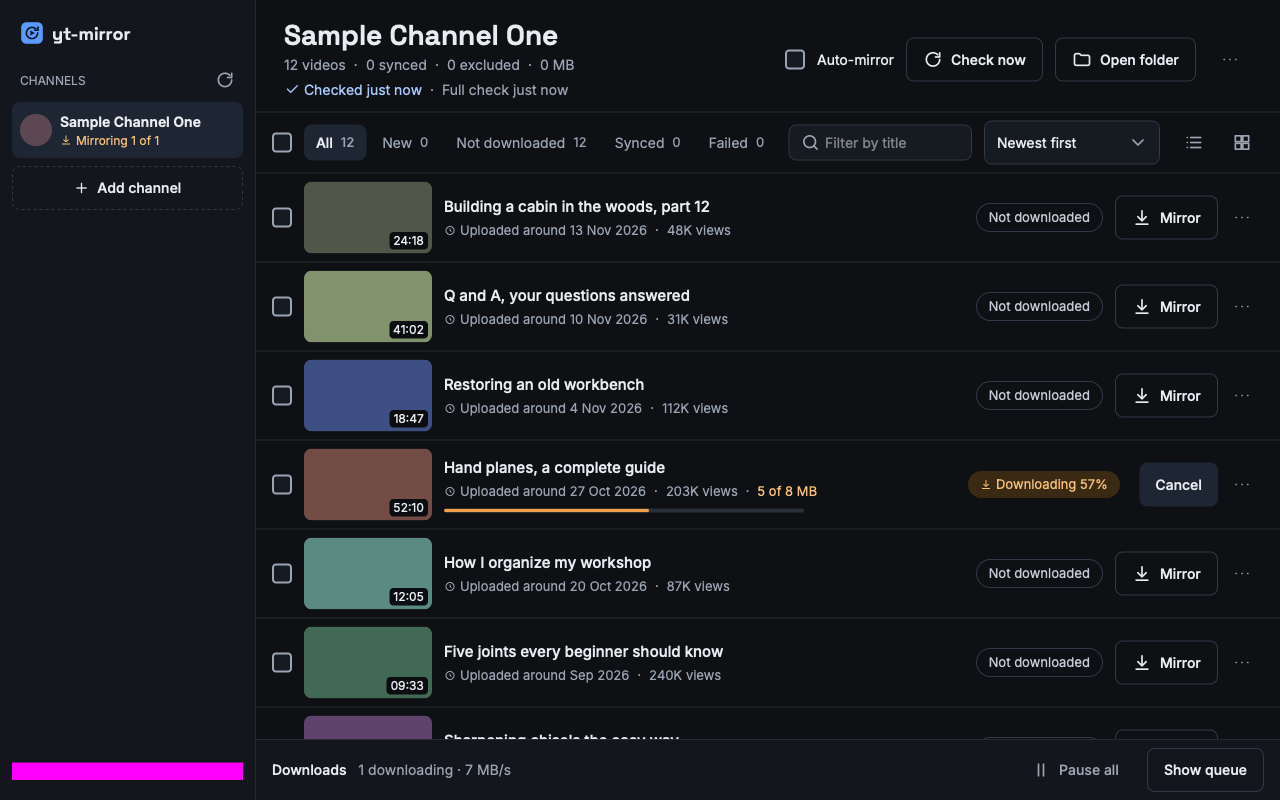 yt-mirror
CHANNELS
Sample Channel One
Mirroring 1 of 1
Add channel
Sample Channel One
12 videos · 0 synced · 0 excluded · 0 MB
Checked just now · Full check just now
Auto-mirror
Check now
Open folder
All 12
New 0
Not downloaded 12
Synced 0
Failed 0
Filter by title
Newest first
24:18
Building a cabin in the woods, part 12
Uploaded around 13 Nov 2026 · 48K views
Not downloaded
Mirror
41:02
Q and A, your questions answered
Uploaded around 10 Nov 2026 · 31K views
Not downloaded
Mirror
18:47
Restoring an old workbench
Uploaded around 4 Nov 2026 · 112K views
Not downloaded
Mirror
52:10
Hand planes, a complete guide
Uploaded around 27 Oct 2026 · 203K views · 5 of 8 MB
Downloading 57%
Cancel
12:05
How I organize my workshop
Uploaded around 20 Oct 2026 · 87K views
Not downloaded
Mirror
09:33
Five joints every beginner should know
Uploaded around Sep 2026 · 240K views
Not downloaded
Mirror
Sharpening chisels the easy way
Downloads 1 downloading · 7 MB/s
Pause all
Show queue